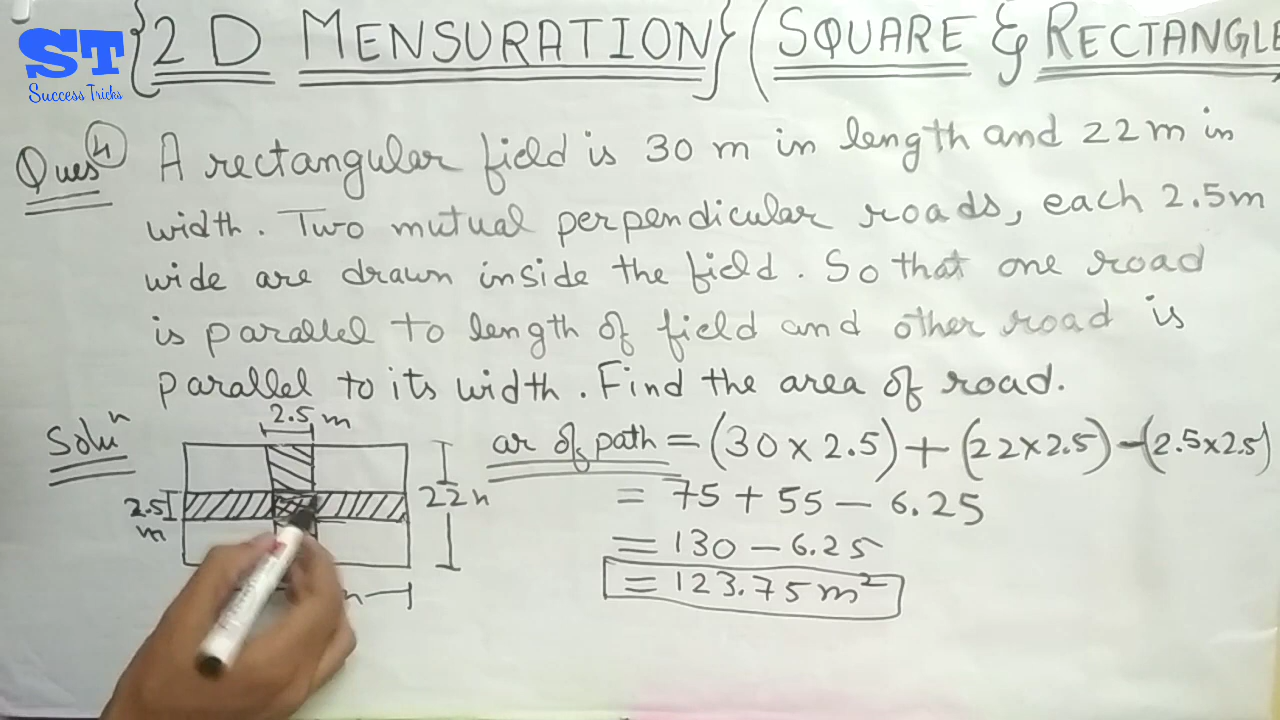 ST
Success Tricks
{2 D MENSURATION} (SQUARE & RECTANGLE
Ques 4 A rectangular field is 30 m in length and 22 m in
width. Two mutual perpendicular roads, each 2.5m
wide are drawn inside the field. So that one road
is parallel to length of field and other road is
parallel to its width. Find the area of road.
Soluⁿ
2.5 m
2.5 m
22
ar of path = (30 × 2.5) + (22 × 2.5) - (2.5 × 2.5)
= 75 + 55 - 6.25
= 130 - 6.25
= 123.75 m²